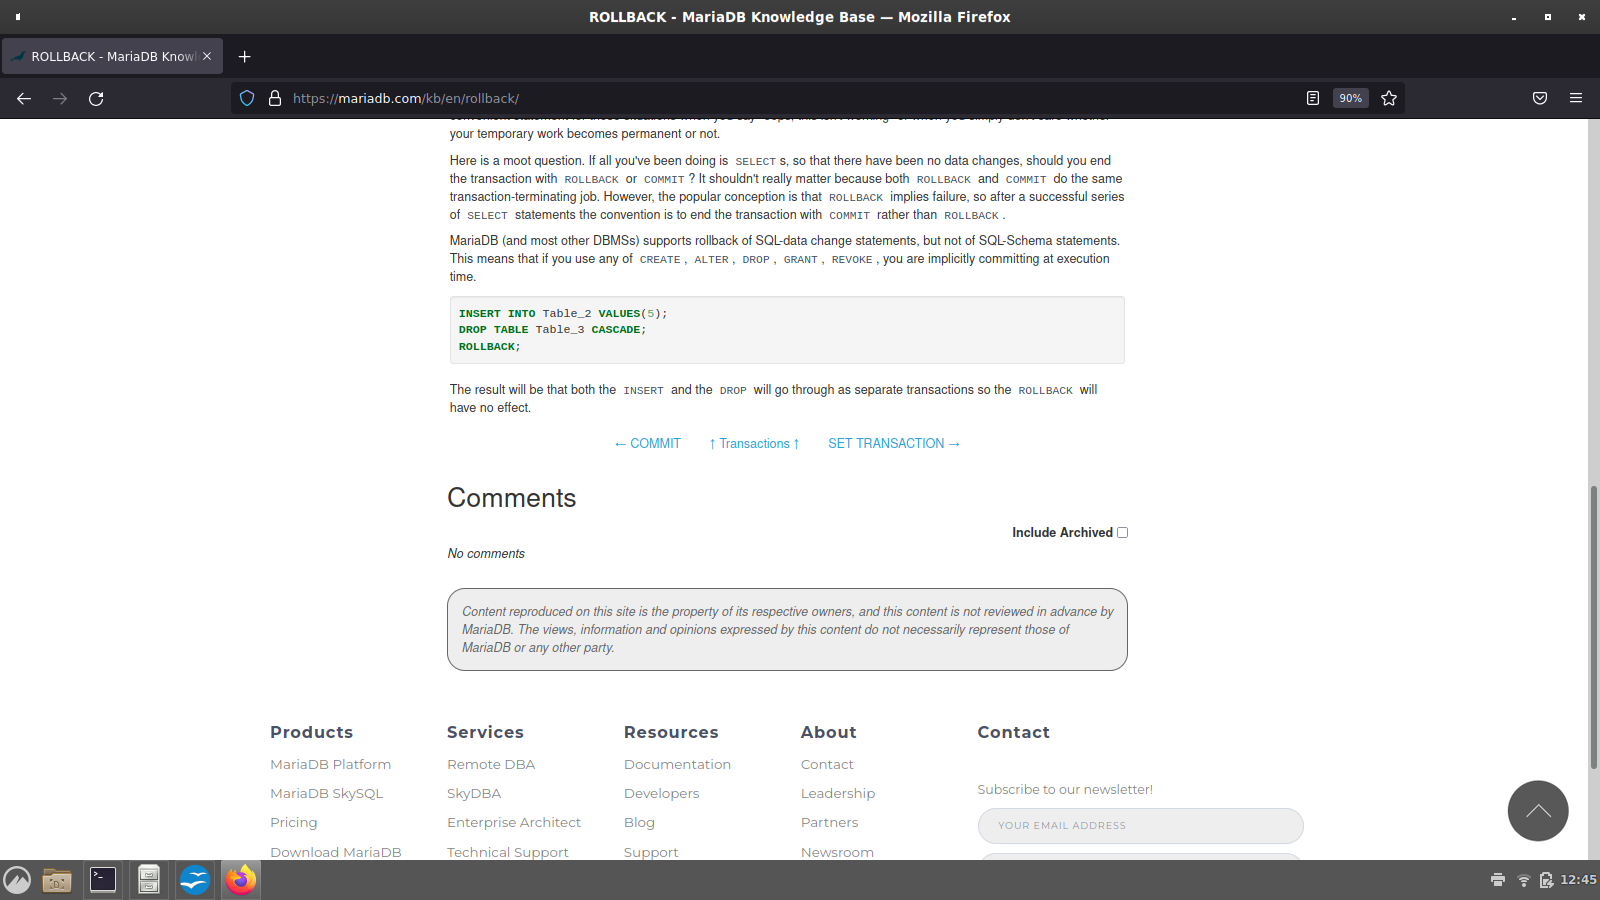 ROLLBACK - MariaDB Knowledge Base — Mozilla Firefox
ROLLBACK - MariaDB Knowl
https://mariadb.com/kb/en/rollback/
90%
your temporary work becomes permanent or not.
Here is a moot question. If all you've been doing is SELECT s, so that there have been no data changes, should you end
the transaction with ROLLBACK or COMMIT ? It shouldn't really matter because both ROLLBACK and COMMIT do the same
transaction-terminating job. However, the popular conception is that ROLLBACK implies failure, so after a successful series
of SELECT statements the convention is to end the transaction with COMMIT rather than ROLLBACK .
MariaDB (and most other DBMSs) supports rollback of SQL-data change statements, but not of SQL-Schema statements.
This means that if you use any of CREATE , ALTER , DROP , GRANT , REVOKE , you are implicitly committing at execution
time.
INSERT INTO Table_2 VALUES(5);
DROP TABLE Table_3 CASCADE;
ROLLBACK;
The result will be that both the INSERT and the DROP will go through as separate transactions so the ROLLBACK will
have no effect.
← COMMIT ↑ Transactions ↑ SET TRANSACTION →
Comments
Include Archived
No comments
Content reproduced on this site is the property of its respective owners, and this content is not reviewed in advance by
MariaDB. The views, information and opinions expressed by this content do not necessarily represent those of
MariaDB or any other party.
Products Services Resources About Contact
MariaDB Platform Remote DBA Documentation Contact
Subscribe to our newsletter!
MariaDB SkySQL SkyDBA Developers Leadership
YOUR EMAIL ADDRESS
Pricing Enterprise Architect Blog Partners
Download MariaDB Technical Support Support Newsroom
12:45